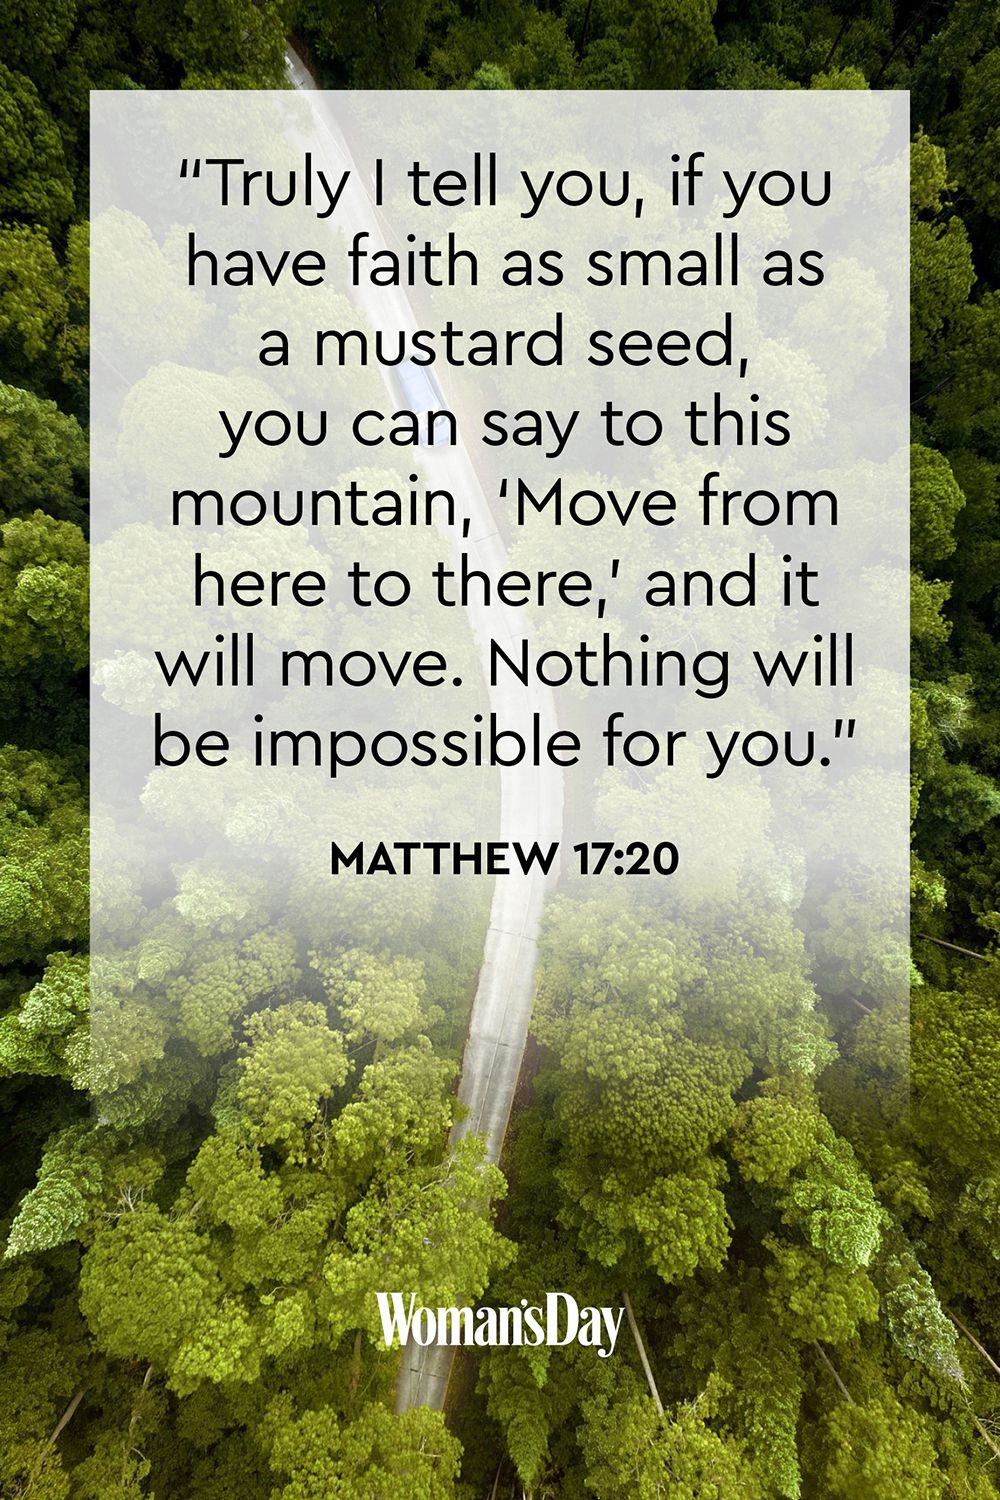 “Truly I tell you, if you
have faith as small as
a mustard seed,
you can say to this
mountain, ‘Move from
here to there,’ and it
will move. Nothing will
be impossible for you.”
MATTHEW 17:20
Woman'sDay